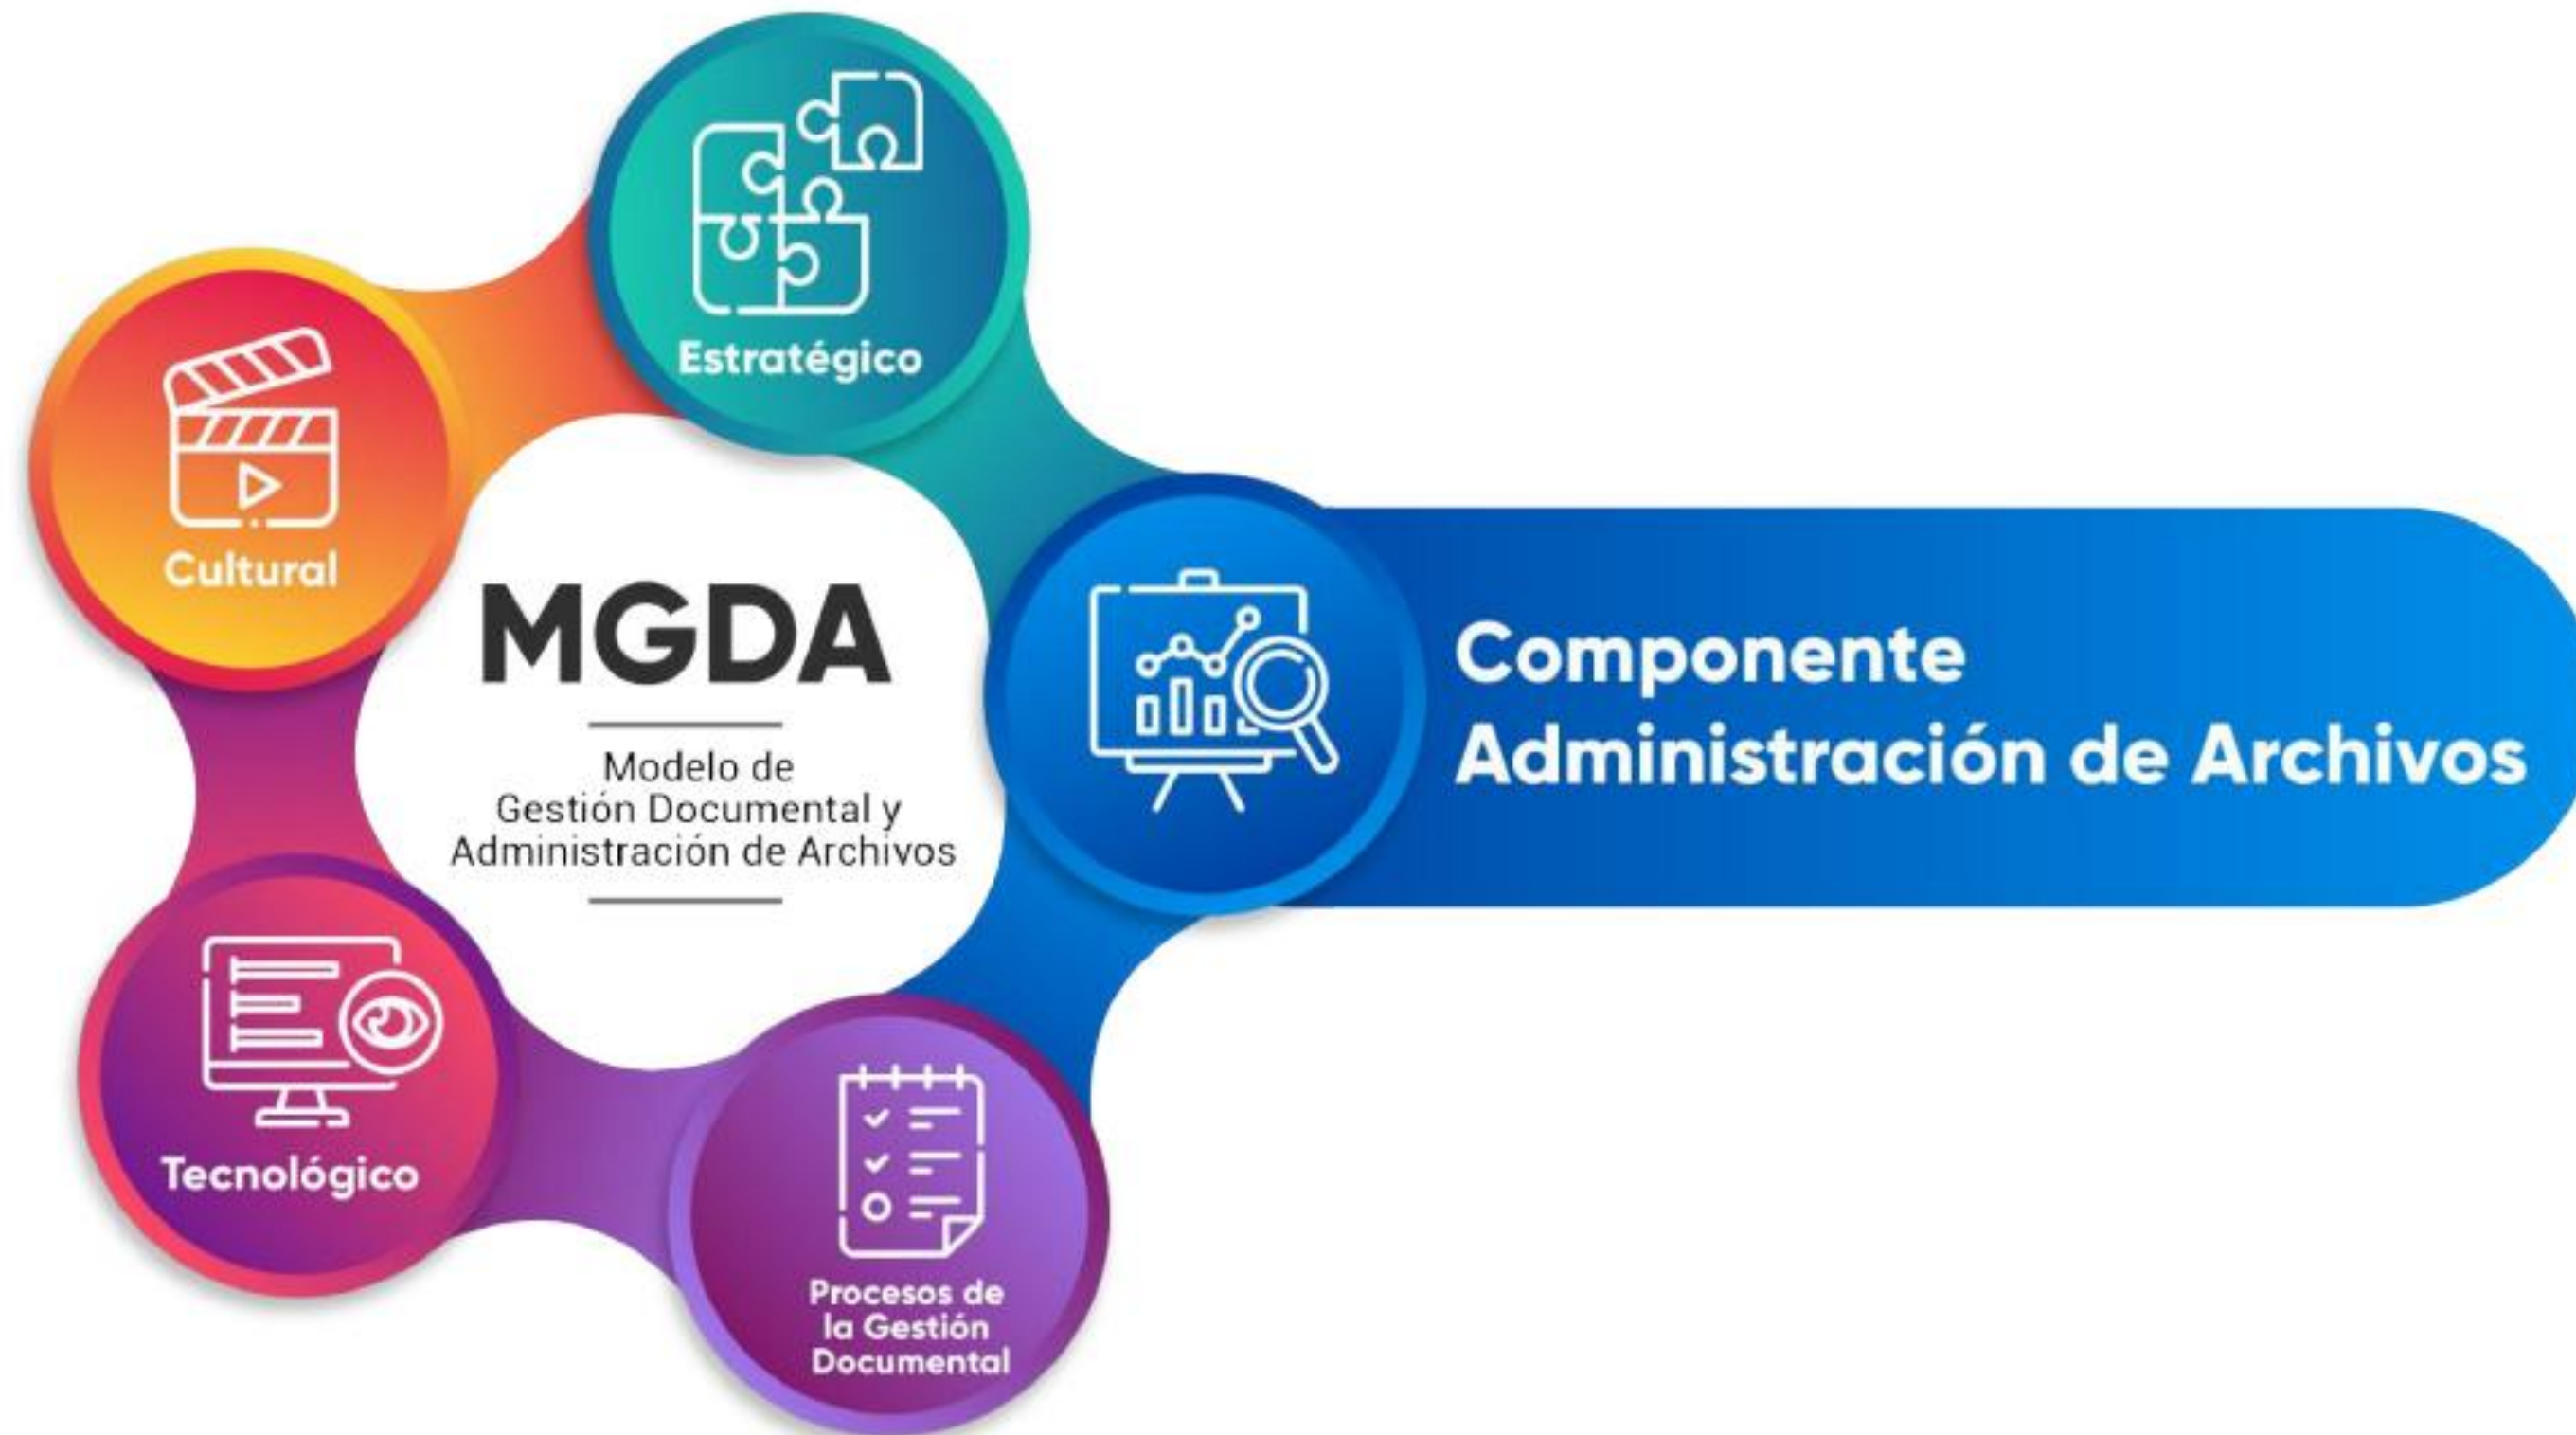 Estratégico
Cultural
MGDA
Modelo de
Gestión Documental y
Administración de Archivos
Componente
Administración de Archivos
Tecnológico
Procesos de
la Gestión
Documental